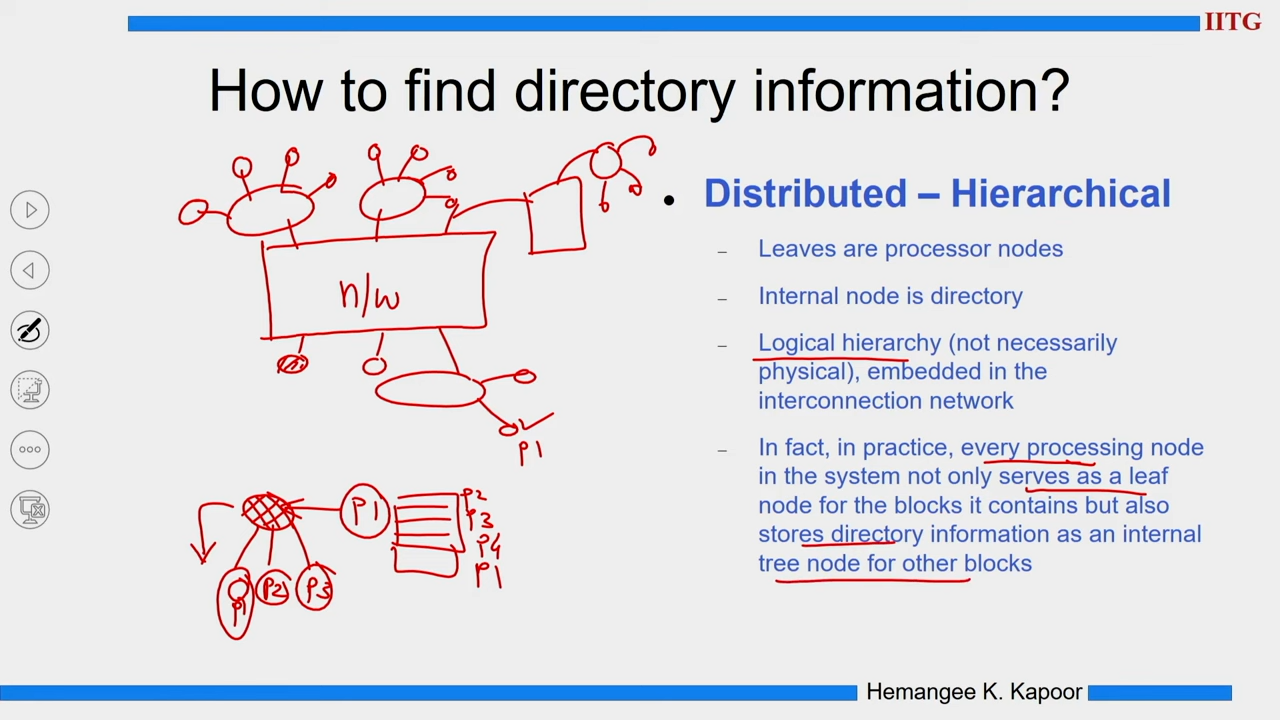 IITG
How to find directory information?
• Distributed – Hierarchical
– Leaves are processor nodes
– Internal node is directory
– Logical hierarchy (not necessarily
physical), embedded in the
interconnection network
– In fact, in practice, every processing node
in the system not only serves as a leaf
node for the blocks it contains but also
stores directory information as an internal
tree node for other blocks
n/w
P1
P1
P2
P3
P4
P1
P1
P2
P3
Hemangee K. Kapoor